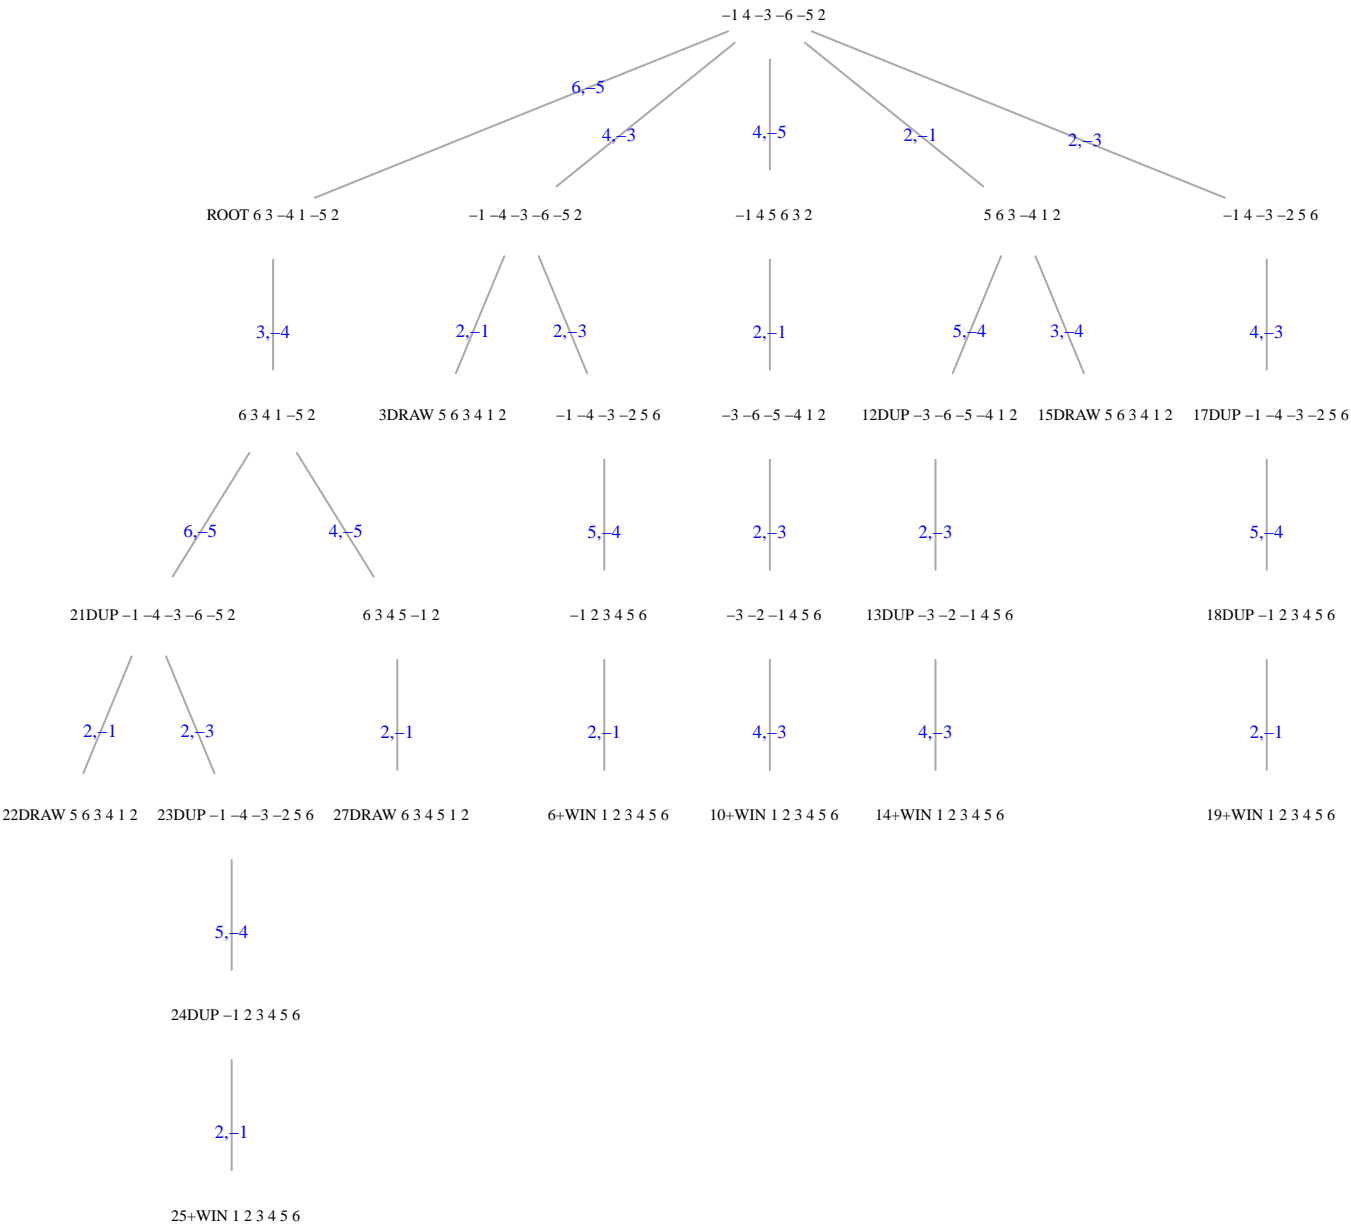 –1 4 –3 –6 –5 2
6,–5
4,–3
4,–5
2,–1
2,–3
ROOT 6 3 –4 1 –5 2
–1 –4 –3 –6 –5 2
–1 4 5 6 3 2
5 6 3 –4 1 2
–1 4 –3 –2 5 6
3,–4
2,–1
2,–3
2,–1
5,–4
3,–4
4,–3
6 3 4 1 –5 2
3DRAW 5 6 3 4 1 2
–1 –4 –3 –2 5 6
–3 –6 –5 –4 1 2
12DUP –3 –6 –5 –4 1 2
15DRAW 5 6 3 4 1 2
17DUP –1 –4 –3 –2 5 6
6,–5
4,–5
5,–4
2,–3
2,–3
5,–4
21DUP –1 –4 –3 –6 –5 2
6 3 4 5 –1 2
–1 2 3 4 5 6
–3 –2 –1 4 5 6
13DUP –3 –2 –1 4 5 6
18DUP –1 2 3 4 5 6
2,–1
2,–3
2,–1
2,–1
4,–3
4,–3
2,–1
22DRAW 5 6 3 4 1 2
23DUP –1 –4 –3 –2 5 6
27DRAW 6 3 4 5 1 2
6+WIN 1 2 3 4 5 6
10+WIN 1 2 3 4 5 6
14+WIN 1 2 3 4 5 6
19+WIN 1 2 3 4 5 6
5,–4
24DUP –1 2 3 4 5 6
2,–1
25+WIN 1 2 3 4 5 6